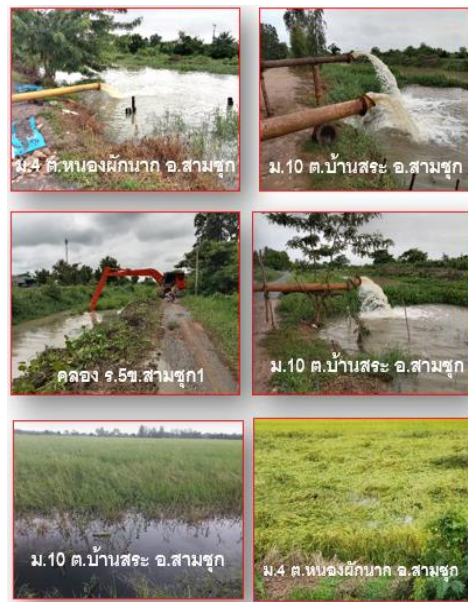 ม.4 ต.หนองผักนาก อ.สามชุก
ม.10 ต.บ้านสระ อ.สามชุก
คลอง ร.5ข.สามชุก1
ม.10 ต.บ้านสระ อ.สามชุก
ม.10 ต.บ้านสระ อ.สามชุก
ม.4 ต.หนองผักนาก อ.สามชุก